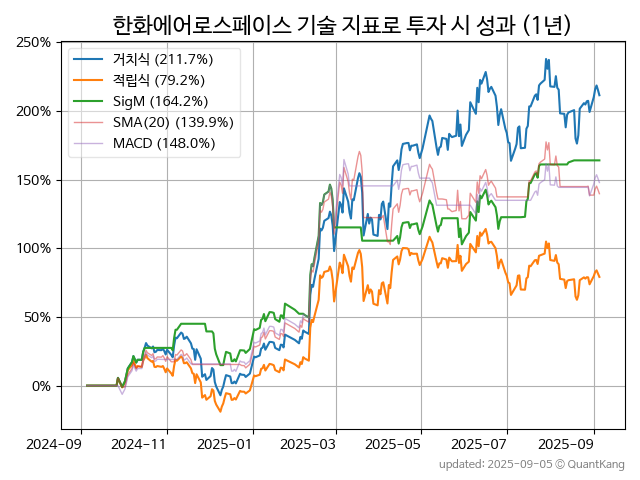 한화에어로스페이스 기술 지표로 투자 시 성과 (1년)
250%
200%
150%
100%
50%
0%
거치식 (211.7%)
적립식 (79.2%)
SigM (164.2%)
SMA(20) (139.9%)
MACD (148.0%)
2024-09 2024-11 2025-01 2025-03 2025-05 2025-07 2025-09
updated: 2025-09-05 © QuantKang